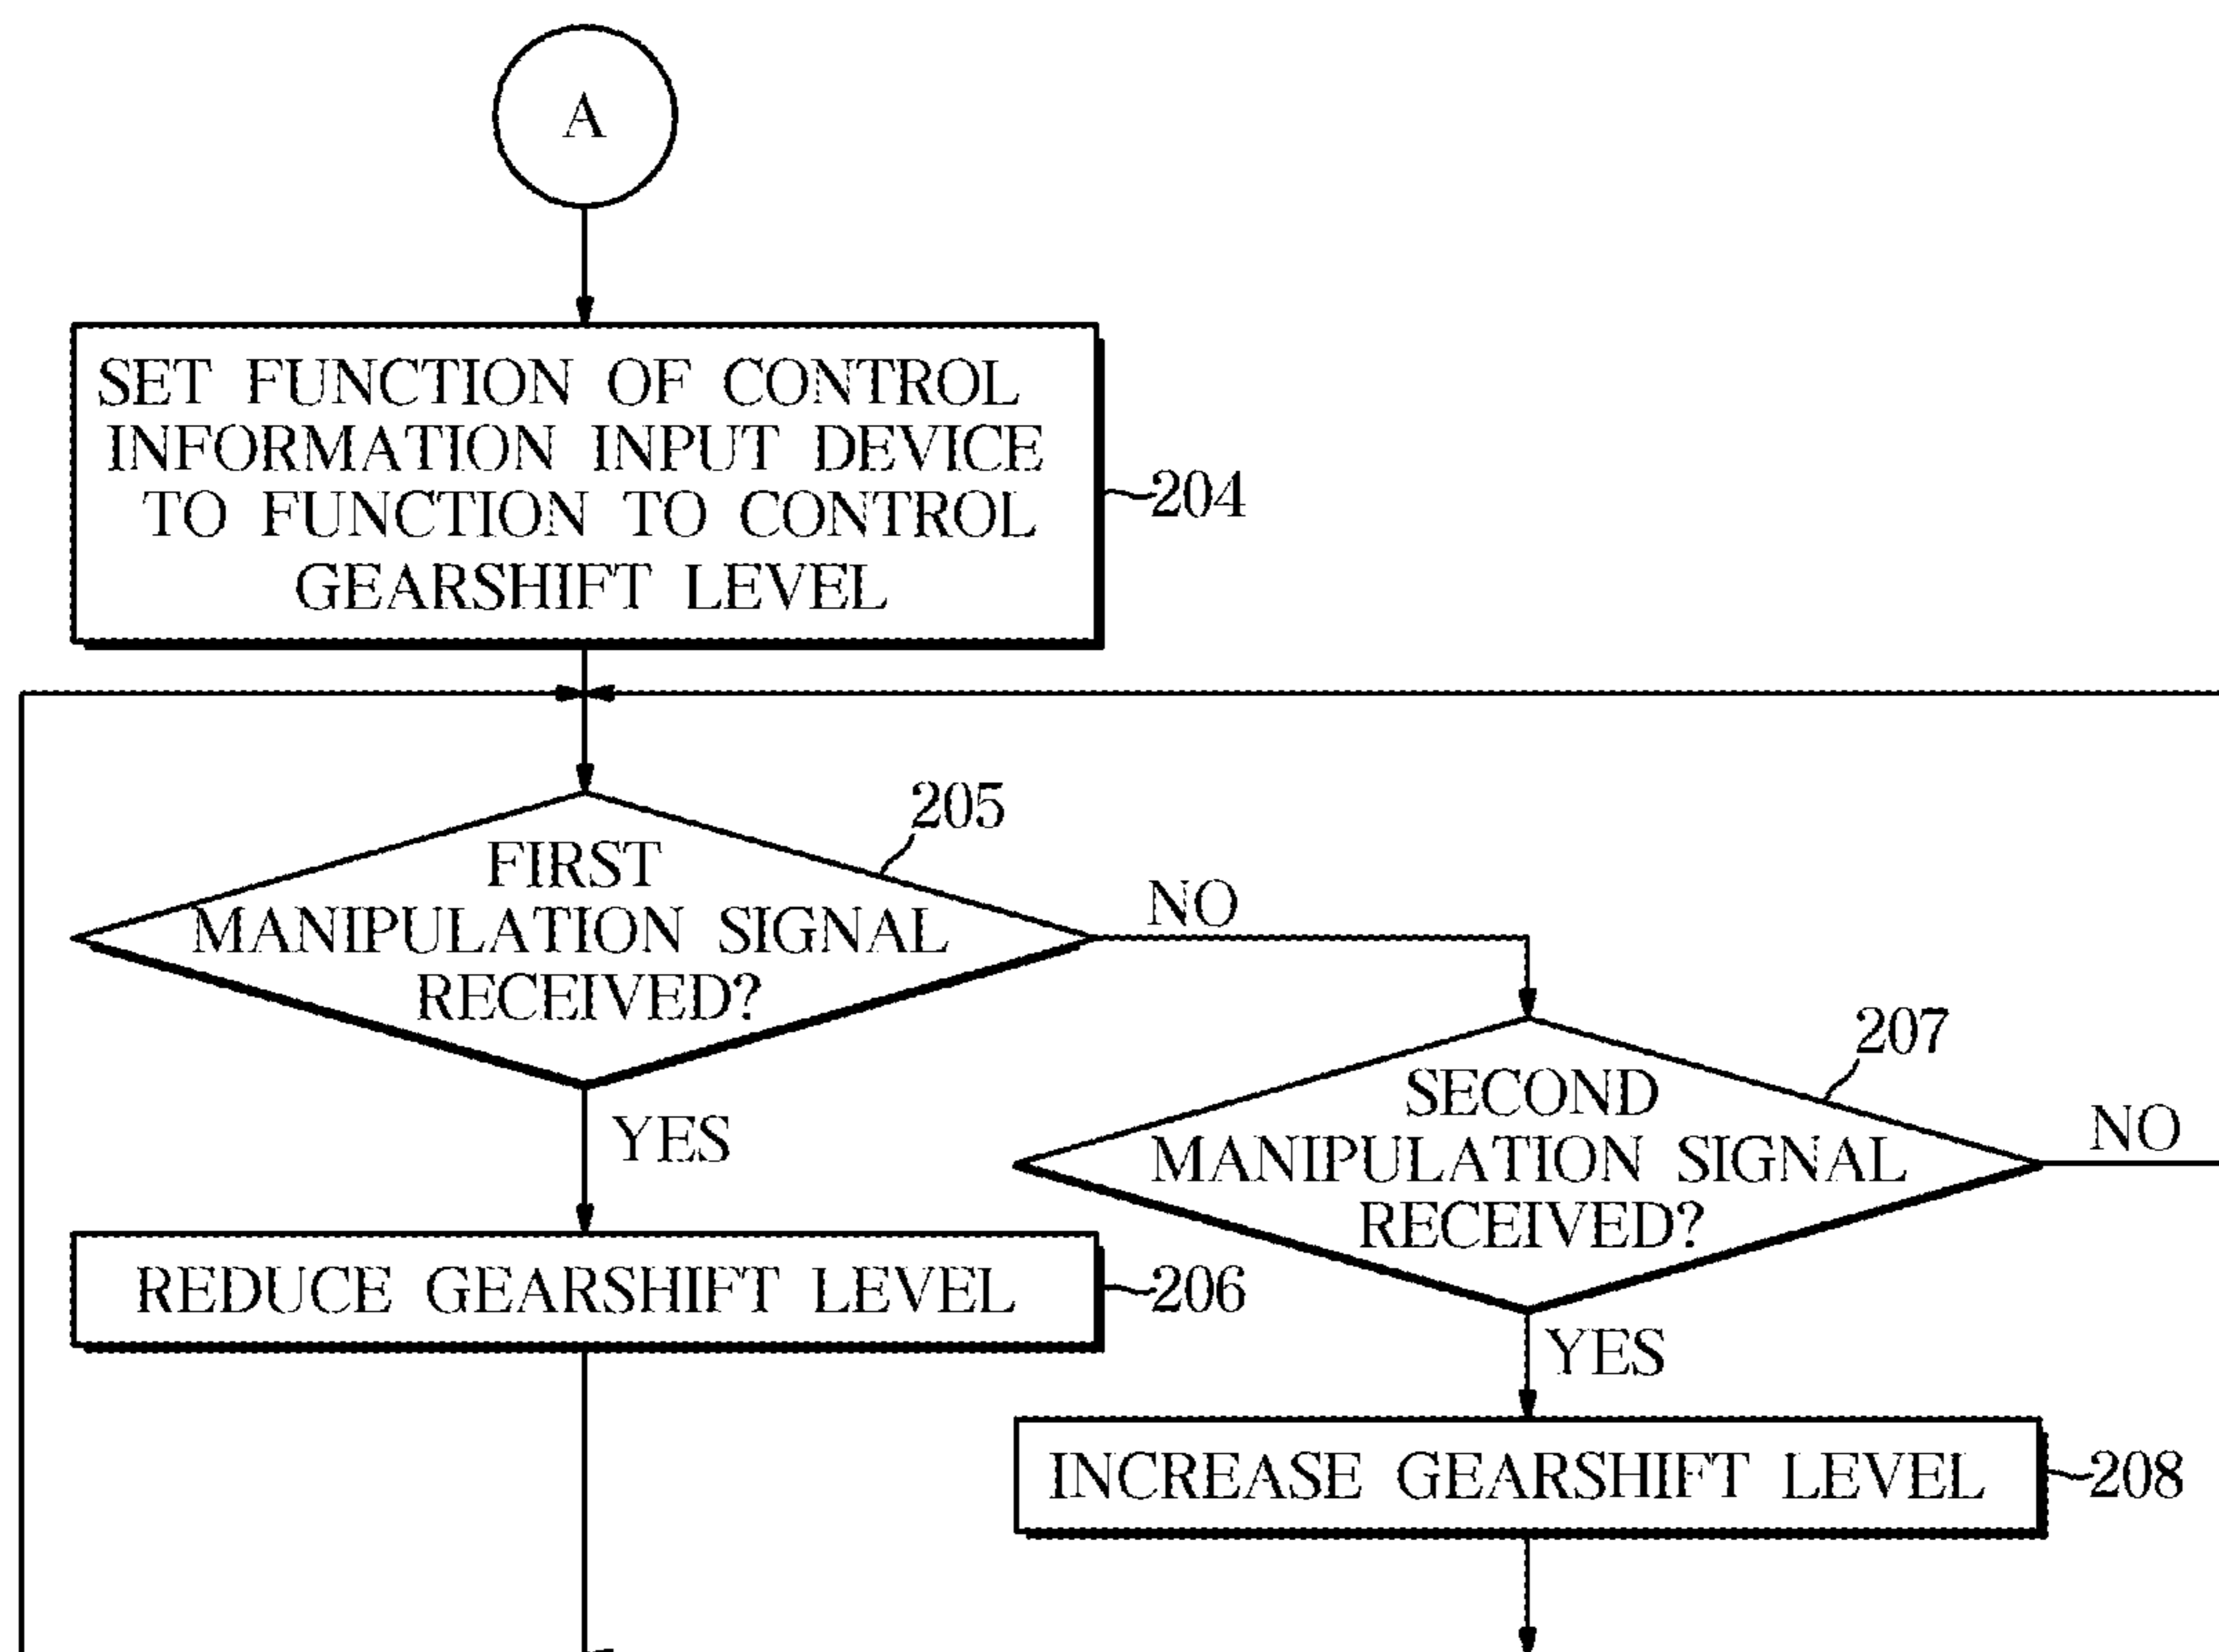 A
SET FUNCTION OF CONTROL
INFORMATION INPUT DEVICE
TO FUNCTION TO CONTROL
GEARSHIFT LEVEL
204
205
FIRST
MANIPULATION SIGNAL
RECEIVED?
NO
YES
207
SECOND
MANIPULATION SIGNAL
RECEIVED?
NO
REDUCE GEARSHIFT LEVEL
206
YES
INCREASE GEARSHIFT LEVEL
208